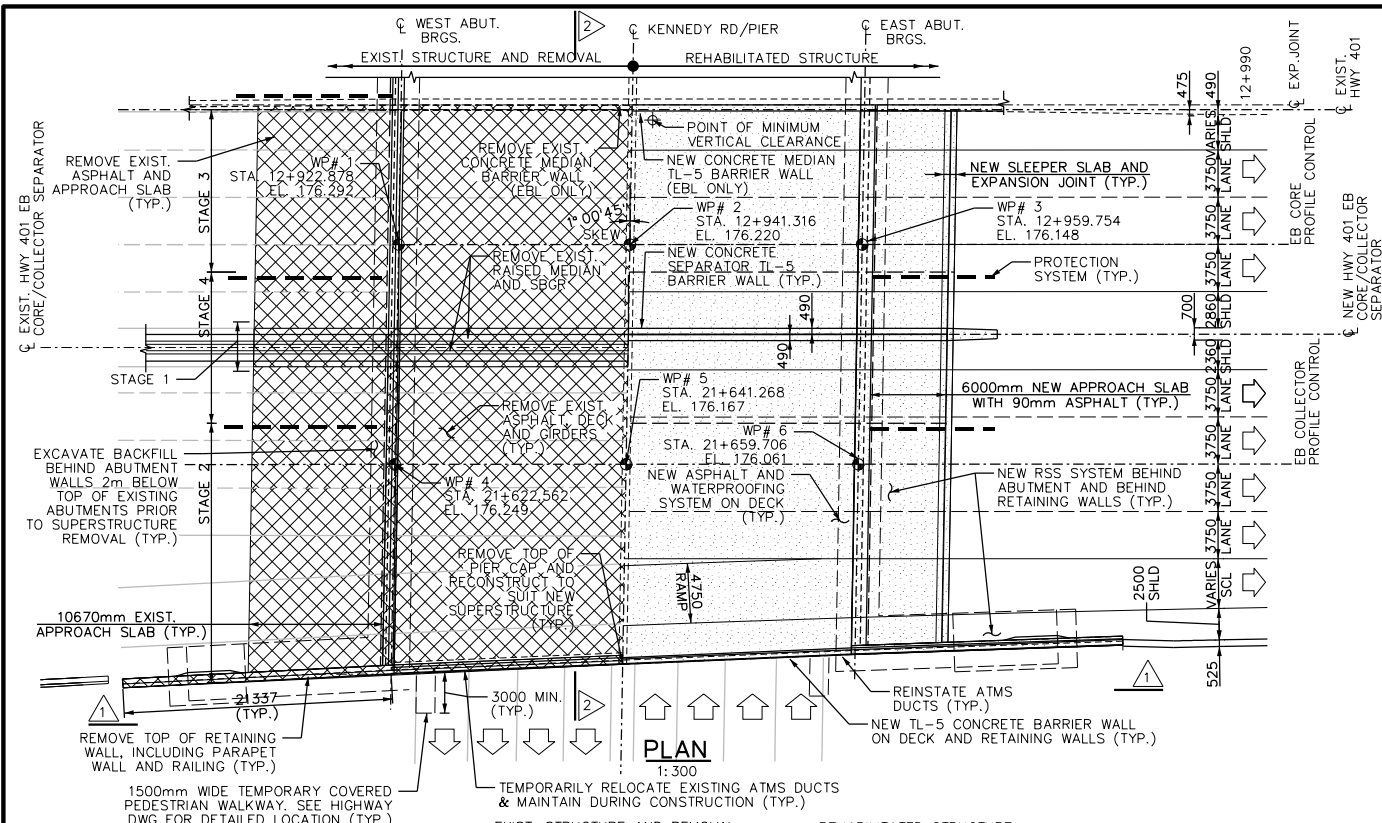 ℄ WEST ABUT.
BRGS.
2
℄ KENNEDY RD/PIER
℄ EAST ABUT.
BRGS.
EXIST. STRUCTURE AND REMOVAL
REHABILITATED STRUCTURE
475
490
12+990
℄ EXP.JOINT
℄ EXIST.
HWY 401
REMOVE EXIST.
ASPHALT AND
APPROACH SLAB
(TYP.)
STAGE 3
WP# 1
STA. 12+922.878
EL. 176.292
REMOVE EXIST.
CONCRETE MEDIAN
BARRIER WALL
(EBL ONLY)
1° 00'45"
SKEW
POINT OF MINIMUM
VERTICAL CLEARANCE
NEW CONCRETE MEDIAN
TL-5 BARRIER WALL
(EBL ONLY)
WP# 2
STA. 12+941.316
EL. 176.220
NEW SLEEPER SLAB AND
EXPANSION JOINT (TYP.)
WP# 3
STA. 12+959.754
EL. 176.148
VARIES
SHLD
3750
LANE
3750
LANE
3750
LANE
2860
SHLD
EB CORE
PROFILE CONTROL
℄ EXIST. HWY 401 EB
CORE/COLLECTOR SEPARATOR
REMOVE EXIST.
RAISED MEDIAN
AND SBGR
NEW CONCRETE
SEPARATOR TL-5
BARRIER WALL (TYP.)
PROTECTION
SYSTEM (TYP.)
STAGE 4
490
490
700
℄ NEW HWY 401 EB
CORE/COLLECTOR
SEPARATOR
STAGE 1
WP# 5
STA. 21+641.268
EL. 176.167
6000mm NEW APPROACH SLAB
WITH 90mm ASPHALT (TYP.)
2360
SHLD
3750
LANE
3750
LANE
3750
LANE
3750
LANE
VARIES
SCL
EB COLLECTOR
PROFILE CONTROL
REMOVE EXIST.
ASPHALT, DECK
AND GIRDERS
(TYP.)
WP# 6
STA. 21+659.706
EL. 176.061
EXCAVATE BACKFILL
BEHIND ABUTMENT
WALLS 2m BELOW
TOP OF EXISTING
ABUTMENTS PRIOR
TO SUPERSTRUCTURE
REMOVAL (TYP.)
STAGE 2
WP# 4
STA. 21+622.562
EL. 176.249
NEW ASPHALT AND
WATERPROOFING
SYSTEM ON DECK
(TYP.)
NEW RSS SYSTEM BEHIND
ABUTMENT AND BEHIND
RETAINING WALLS (TYP.)
REMOVE TOP OF
PIER CAP AND
RECONSTRUCT TO
SUIT NEW
SUPERSTRUCTURE
(TYP.)
4750
RAMP
2500
SHLD
10670mm EXIST.
APPROACH SLAB (TYP.)
525
21337
(TYP.)
1
3000 MIN.
(TYP.)
2
REINSTATE ATMS
DUCTS (TYP.)
1
REMOVE TOP OF RETAINING
WALL, INCLUDING PARAPET
WALL AND RAILING (TYP.)
NEW TL-5 CONCRETE BARRIER WALL
ON DECK AND RETAINING WALLS (TYP.)
PLAN
1:300
1500mm WIDE TEMPORARY COVERED
PEDESTRIAN WALKWAY. SEE HIGHWAY
DWG FOR DETAILED LOCATION (TYP.)
TEMPORARILY RELOCATE EXISTING ATMS DUCTS
& MAINTAIN DURING CONSTRUCTION (TYP.)
EXIST. STRUCTURE AND REMOVAL
REHABILITATED STRUCTURE